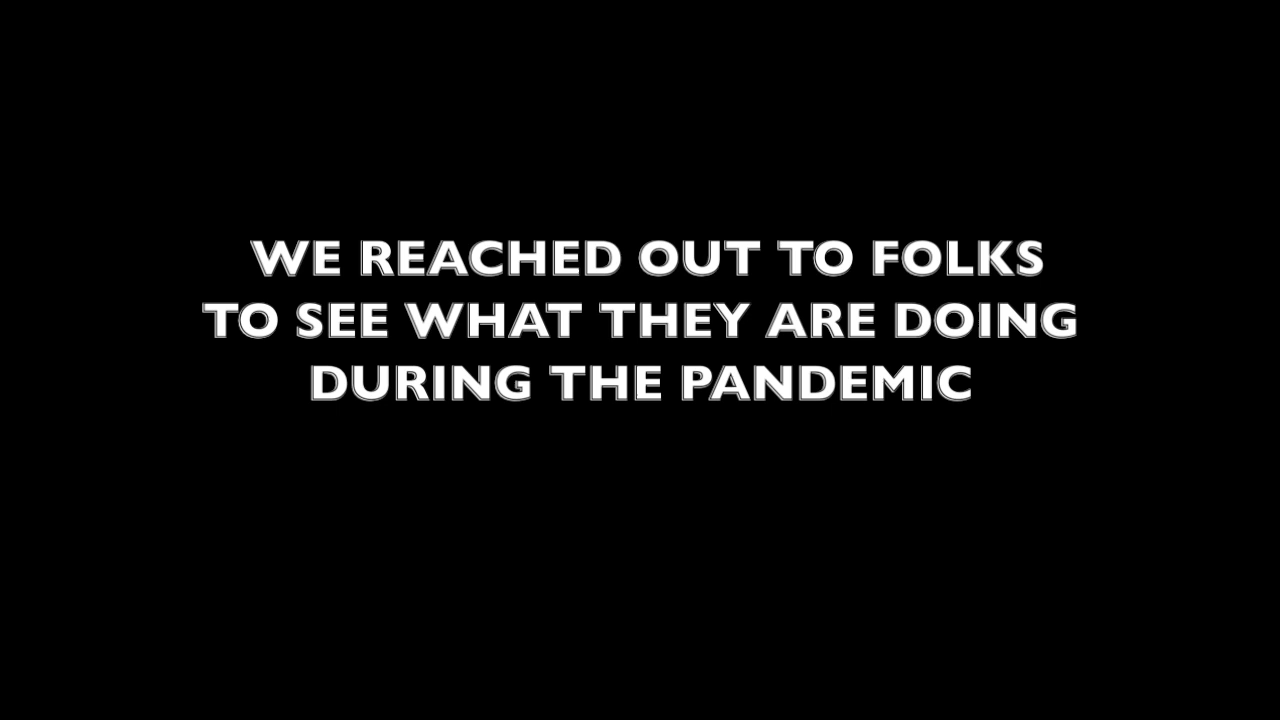 WE REACHED OUT TO FOLKS
TO SEE WHAT THEY ARE DOING
DURING THE PANDEMIC